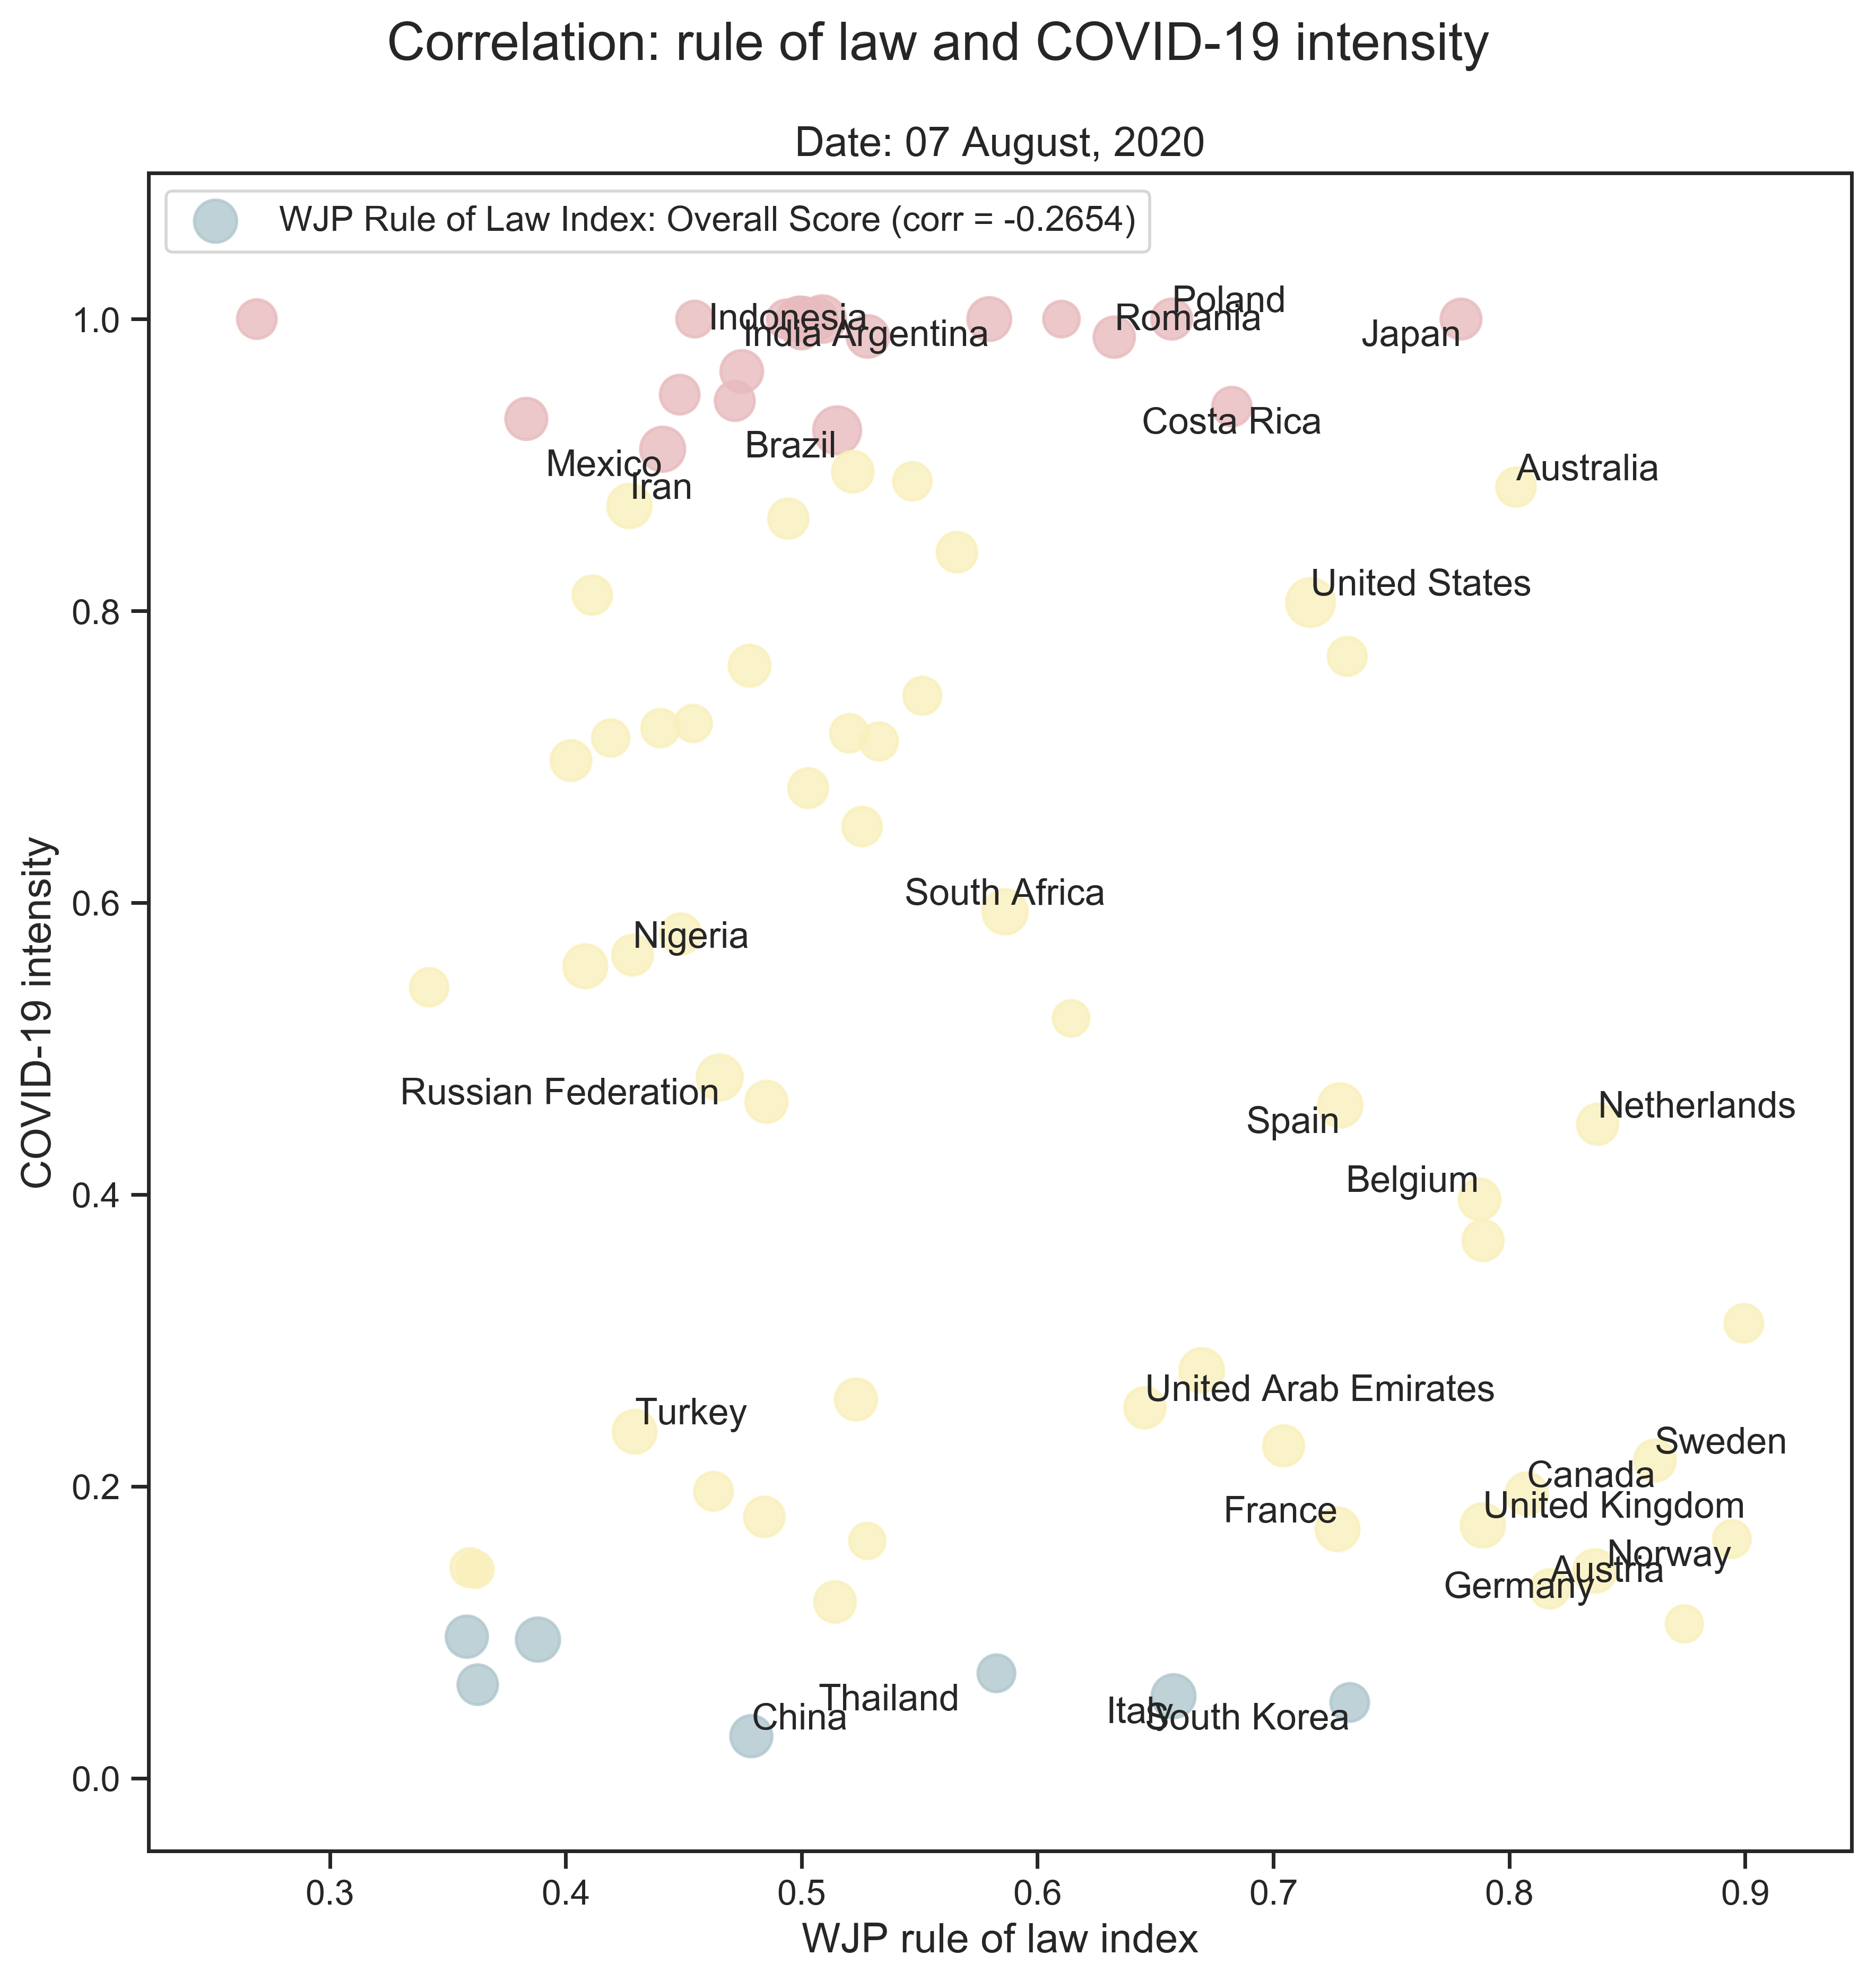 Correlation: rule of law and COVID-19 intensity
Date: 07 August, 2020
WJP Rule of Law Index: Overall Score (corr = -0.2654)
Poland
Indonesia
Romania
India
Argentina
Japan
Costa Rica
Brazil
Mexico
Australia
Iran
United States
South Africa
Nigeria
Russian Federation
Netherlands
Spain
Belgium
United Arab Emirates
Turkey
Sweden
Canada
United Kingdom
France
Norway
Austria
Germany
Thailand
Italy
South Korea
China
1.0
0.8
0.6
0.4
0.2
0.0
COVID-19 intensity
0.3 0.4 0.5 0.6 0.7 0.8 0.9
WJP rule of law index